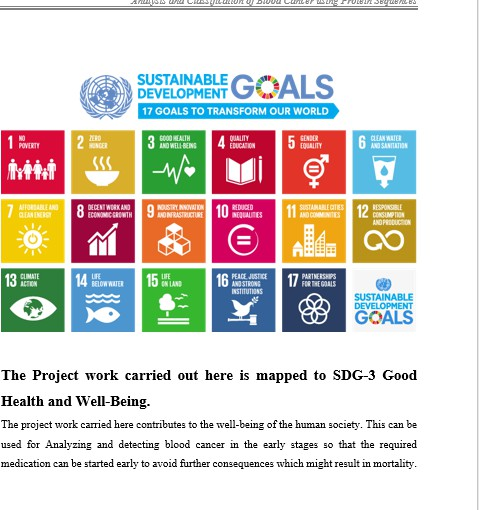 Analysis and Classification of Blood Cancer using Protein Sequences
SUSTAINABLE
DEVELOPMENT GOALS
17 GOALS TO TRANSFORM OUR WORLD
1 NO
POVERTY
2 ZERO
HUNGER
3 GOOD HEALTH
AND WELL-BEING
4 QUALITY
EDUCATION
5 GENDER
EQUALITY
6 CLEAN WATER
AND SANITATION
7 AFFORDABLE AND
CLEAN ENERGY
8 DECENT WORK AND
ECONOMIC GROWTH
9 INDUSTRY, INNOVATION
AND INFRASTRUCTURE
10 REDUCED
INEQUALITIES
11 SUSTAINABLE CITIES
AND COMMUNITIES
12 RESPONSIBLE
CONSUMPTION
AND PRODUCTION
13 CLIMATE
ACTION
14 LIFE
BELOW WATER
15 LIFE
ON LAND
16 PEACE, JUSTICE
AND STRONG
INSTITUTIONS
17 PARTNERSHIPS
FOR THE GOALS
SUSTAINABLE
DEVELOPMENT
GOALS
The Project work carried out here is mapped to SDG-3 Good
Health and Well-Being.
The project work carried here contributes to the well-being of the human society. This can be
used for Analyzing and detecting blood cancer in the early stages so that the required
medication can be started early to avoid further consequences which might result in mortality.